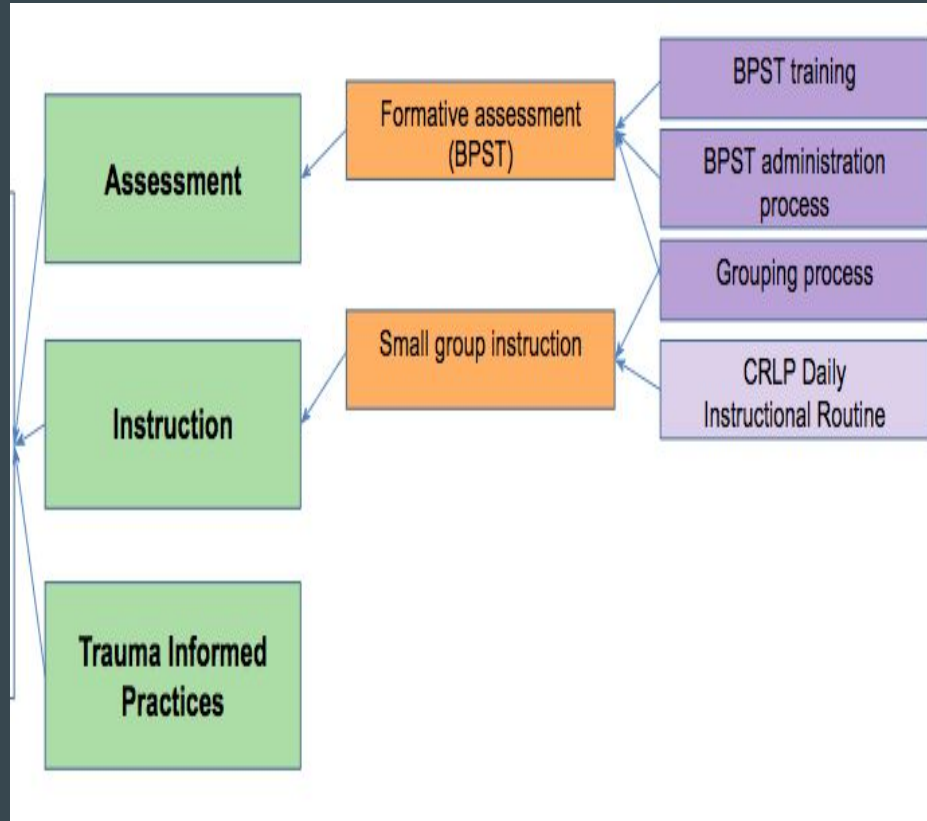 Assessment
Instruction
Trauma Informed
Practices
Formative assessment
(BPST)
Small group instruction
BPST training
BPST administration
process
Grouping process
CRLP Daily
Instructional Routine